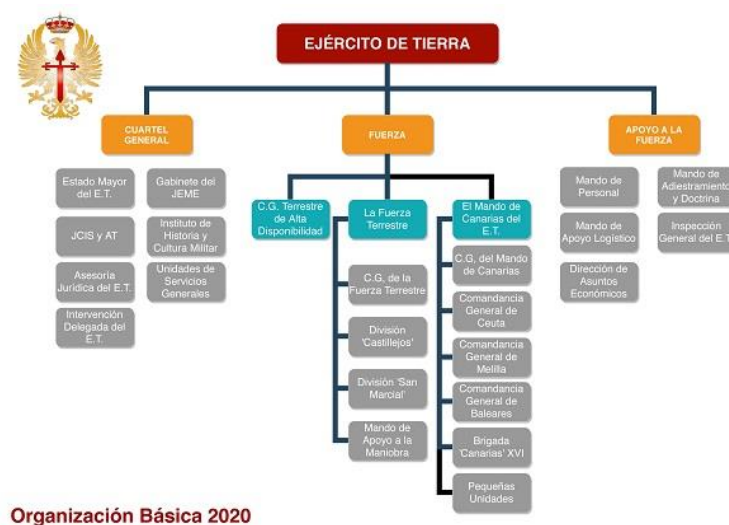 EJÉRCITO DE TIERRA
CUARTEL
GENERAL
FUERZA
APOYO A LA
FUERZA
Estado Mayor
del E.T.
Gabinete del
JEME
JCIS y AT
Instituto de
Historia y
Cultura Militar
Asesoría
Jurídica del E.T.
Unidades de
Servicios
Generales
Intervención
Delegada del
E.T.
C.G. Terrestre
de Alta
Disponibilidad
La Fuerza
Terrestre
El Mando de
Canarias del
E.T.
C.G, de la
Fuerza Terrestre
División
'Castillejos'
División 'San
Marcial'
Mando de
Apoyo a la
Maniobra
C.G, del Mando
de Canarias
Comandancia
General de
Ceuta
Comandancia
General de
Melilla
Comandancia
General de
Baleares
Brigada
'Canarias' XVI
Pequeñas
Unidades
Mando de
Personal
Mando de
Adiestramiento
y Doctrina
Mando de
Apoyo Logístico
Inspección
General del E.T.
Dirección de
Asuntos
Económicos
Organización Básica 2020